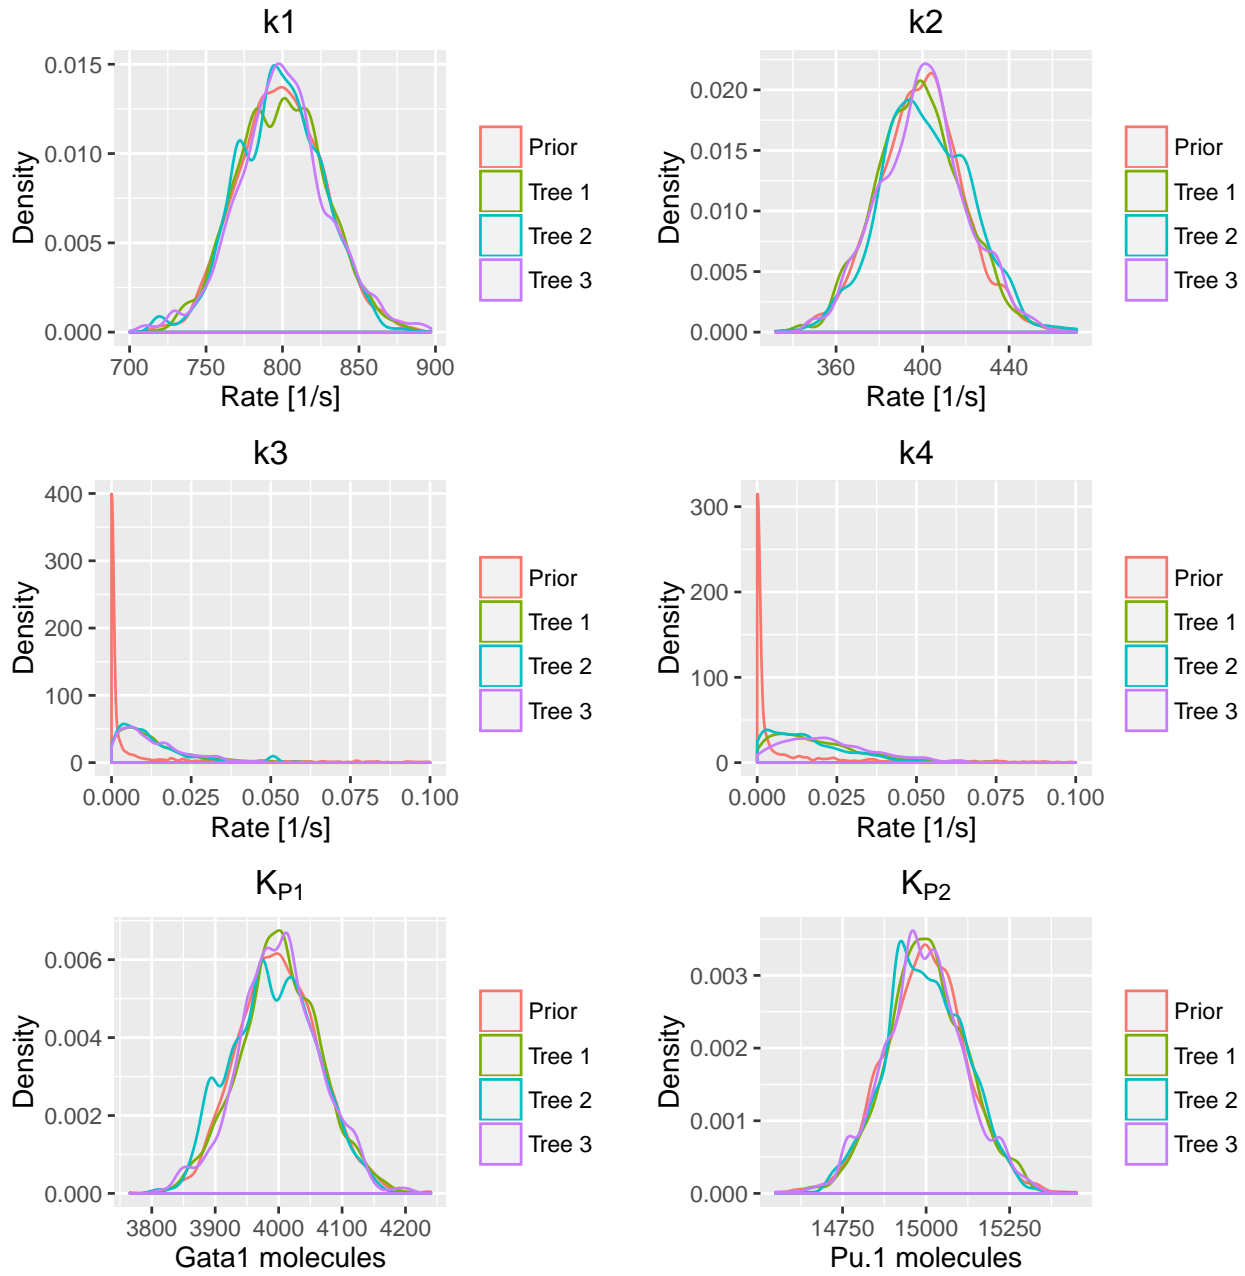 k1
0.015
0.010
0.005
0.000
Density
700 750 800 850 900
Rate [1/s]
Prior
Tree 1
Tree 2
Tree 3
k2
0.020
0.015
0.010
0.005
0.000
Density
360 400 440
Rate [1/s]
Prior
Tree 1
Tree 2
Tree 3
k3
400
300
200
100
0
Density
0.000 0.025 0.050 0.075 0.100
Rate [1/s]
Prior
Tree 1
Tree 2
Tree 3
k4
300
200
100
0
Density
0.000 0.025 0.050 0.075 0.100
Rate [1/s]
Prior
Tree 1
Tree 2
Tree 3
KP1
0.006
0.004
0.002
0.000
Density
3800 3900 4000 4100 4200
Gata1 molecules
Prior
Tree 1
Tree 2
Tree 3
KP2
0.003
0.002
0.001
0.000
Density
14750 15000 15250
Pu.1 molecules
Prior
Tree 1
Tree 2
Tree 3